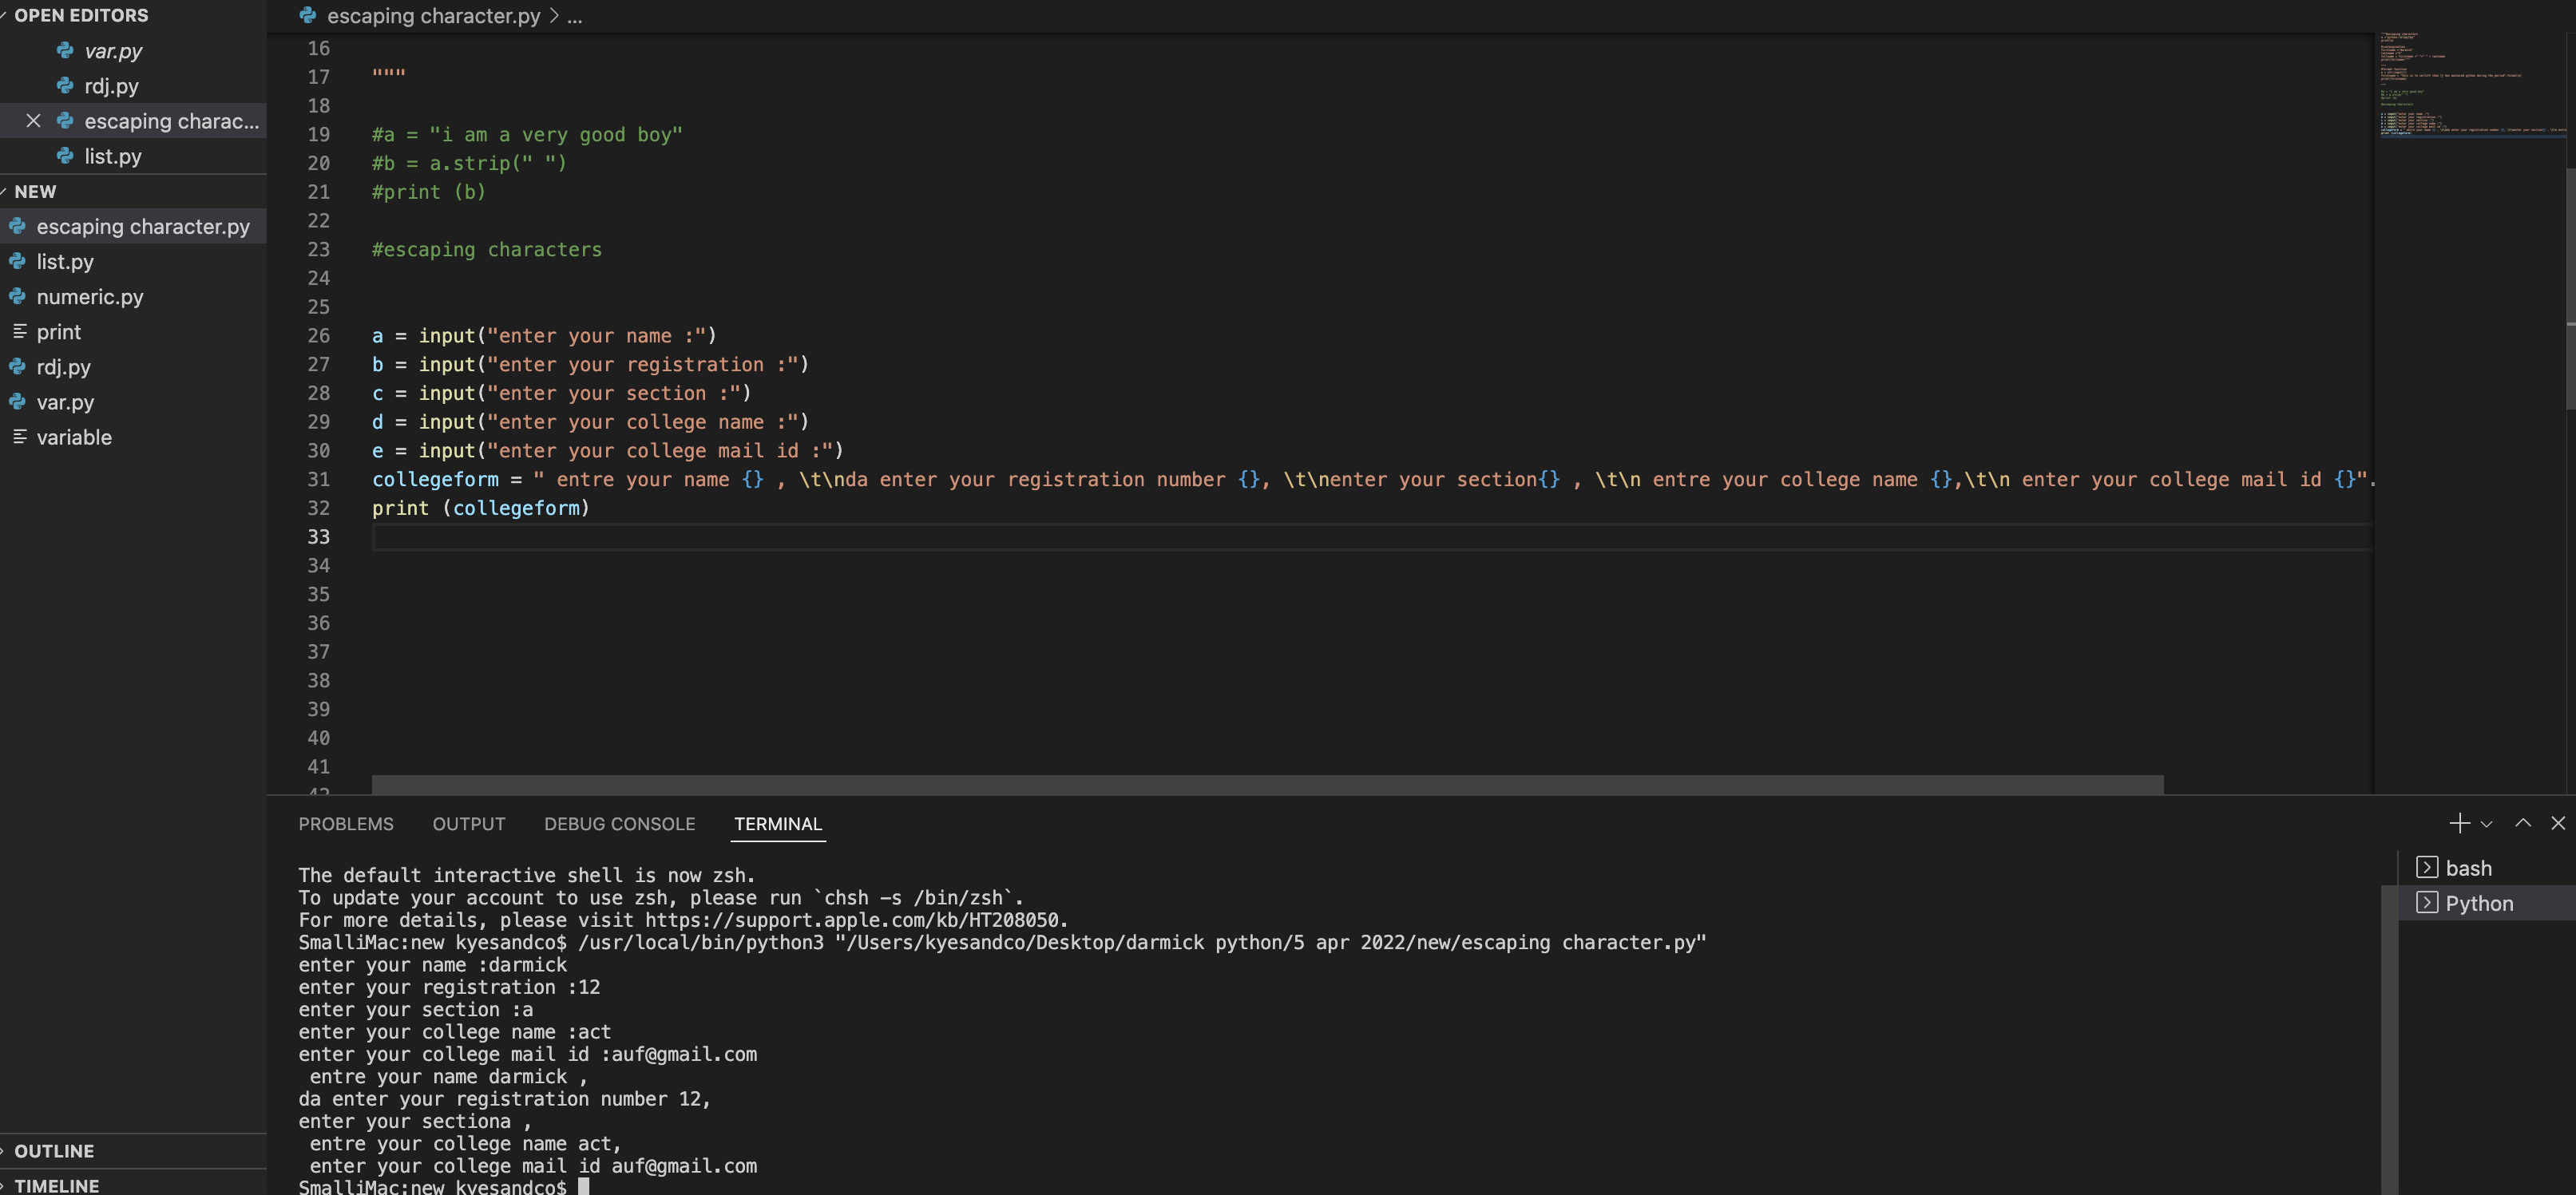 OPEN EDITORS
var.py
rdj.py
escaping charac...
list.py
NEW
escaping character.py
list.py
numeric.py
print
rdj.py
var.py
variable
OUTLINE
TIMELINE
escaping character.py > ...
16
17 """
18
19 #a = "i am a very good boy"
20 #b = a.strip(" ")
21 #print (b)
22
23 #escaping characters
24
25
26 a = input("enter your name :")
27 b = input("enter your registration :")
28 c = input("enter your section :")
29 d = input("enter your college name :")
30 e = input("enter your college mail id :")
31 collegeform = " entre your name {} , \t\nda enter your registration number {}, \t\nenter your section{} , \t\n entre your college name {},\t\n enter your college mail id {}".
32 print (collegeform)
33
34
35
36
37
38
39
40
41
42
PROBLEMS OUTPUT DEBUG CONSOLE TERMINAL
The default interactive shell is now zsh.
To update your account to use zsh, please run `chsh -s /bin/zsh`.
For more details, please visit https://support.apple.com/kb/HT208050.
SmalliMac:new kyesandco$ /usr/local/bin/python3 "/Users/kyesandco/Desktop/darmick python/5 apr 2022/new/escaping character.py"
enter your name :darmick
enter your registration :12
enter your section :a
enter your college name :act
enter your college mail id :auf@gmail.com
 entre your name darmick ,
da enter your registration number 12,
enter your sectiona ,
 entre your college name act,
 enter your college mail id auf@gmail.com
SmalliMac:new kyesandco$
bash
Python